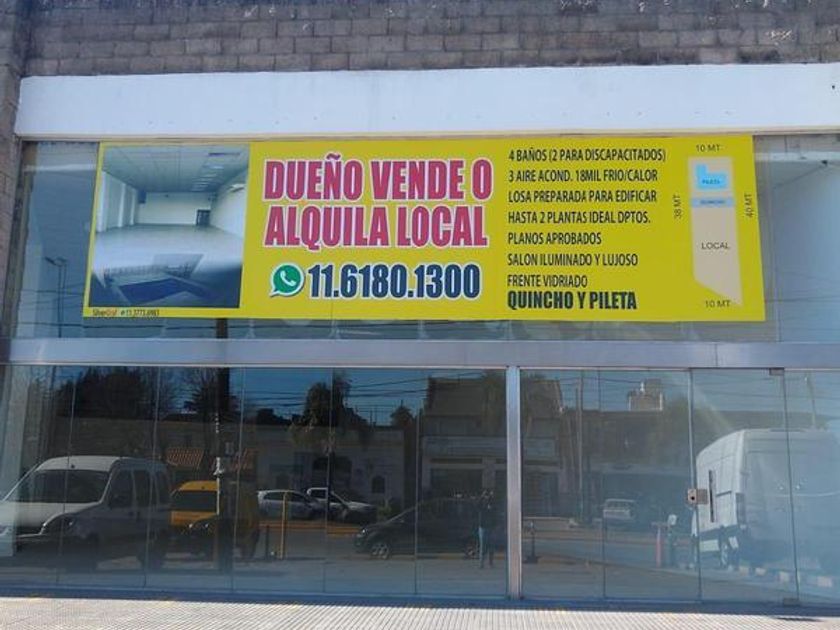 DUEÑO VENDE O
ALQUILA LOCAL
11.6180.1300
4 BAÑOS (2 PARA DISCAPACITADOS)
3 AIRE ACOND. 18MIL FRIO/CALOR
LOSA PREPARADA PARA EDIFICAR
HASTA 2 PLANTAS IDEAL DPTOS.
PLANOS APROBADOS
SALON ILUMINADO Y LUJOSO
FRENTE VIDRIADO
QUINCHO Y PILETA
10 MT
PILETA
QUINCHO
38 MT
40 MT
LOCAL
10 MT